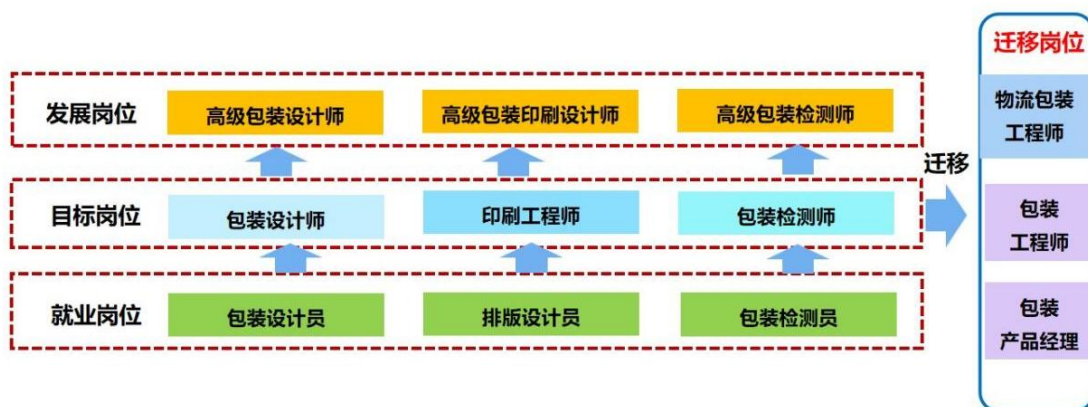 迁移岗位
发展岗位 高级包装设计师 高级包装印刷设计师 高级包装检测师
物流包装
工程师
迁移
目标岗位 包装设计师 印刷工程师 包装检测师
包装
工程师
就业岗位 包装设计员 排版设计员 包装检测员
包装
产品经理